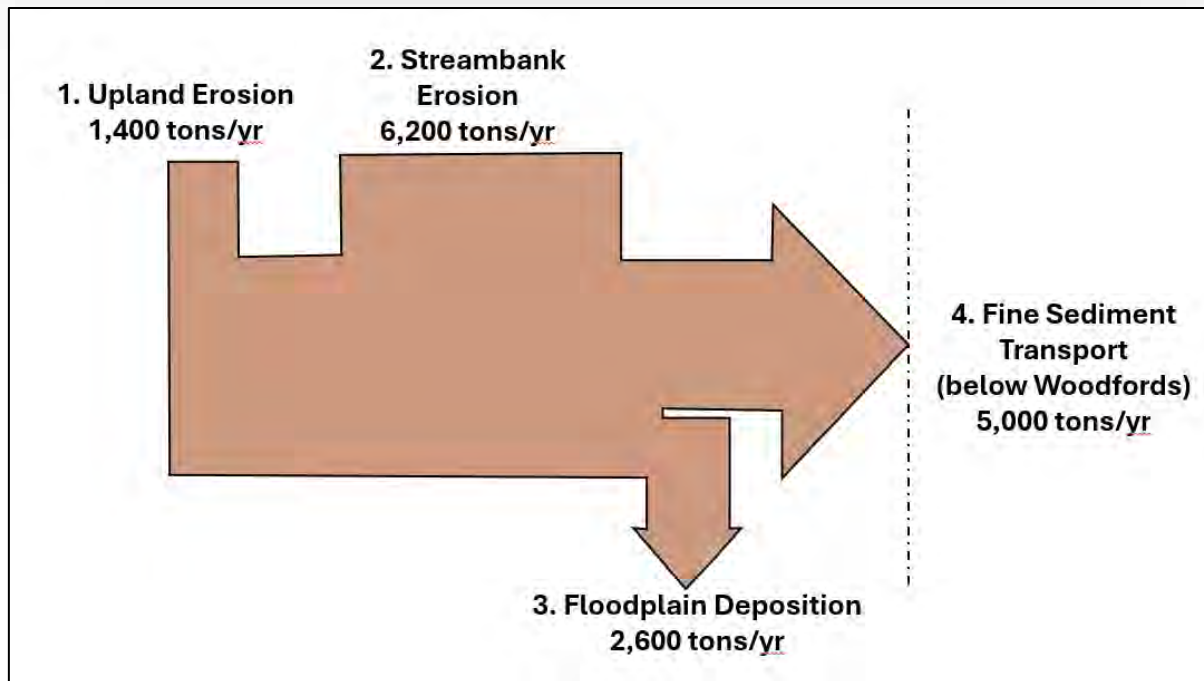 1. Upland Erosion
1,400 tons/yr
2. Streambank
Erosion
6,200 tons/yr
4. Fine Sediment
Transport
(below Woodfords)
5,000 tons/yr
3. Floodplain Deposition
2,600 tons/yr